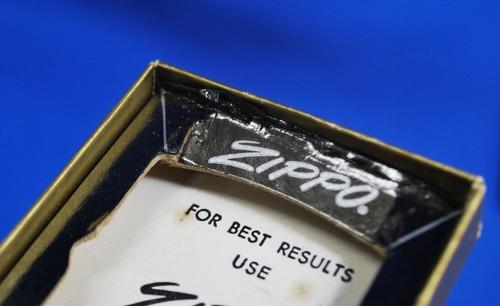 ZIPPO.
FOR BEST RESULTS
USE